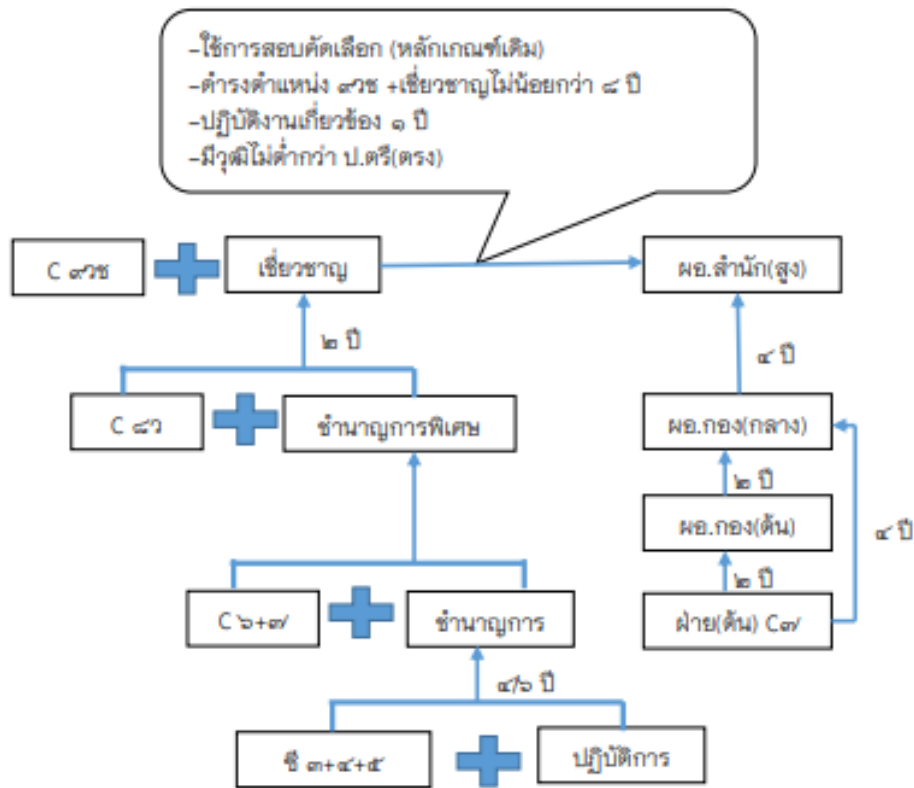 -ใช้การสอบคัดเลือก (หลักเกณฑ์เดิม)
-ดำรงตำแหน่ง ๙วช +เชี่ยวชาญไม่น้อยกว่า ๘ ปี
-ปฏิบัติงานเกี่ยวข้อง ๑ ปี
-มีวุฒิไม่ต่ำกว่า ป.ตรี(ตรง)
C ๙วช
เชี่ยวชาญ
ผอ.สำนัก(สูง)
๒ ปี
๔ ปี
C ๘ว
ชำนาญการพิเศษ
ผอ.กอง(กลาง)
๒ ปี
ผอ.กอง(ต้น)
๔ ปี
๒ ปี
C ๖+๗
ชำนาญการ
ฝ่าย(ต้น) C๗
๔/๖ ปี
ซี ๓+๔+๕
ปฏิบัติการ